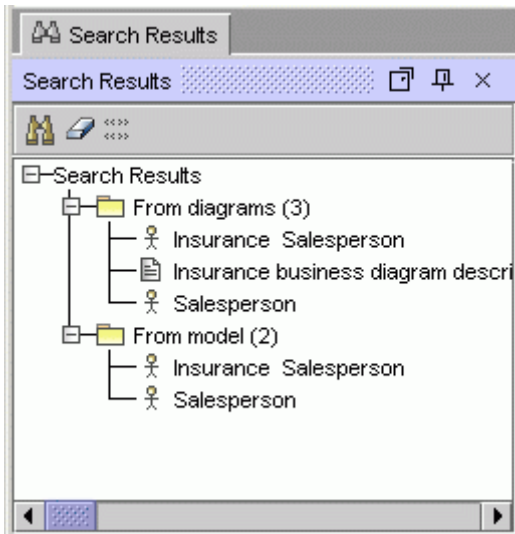 Search Results
Search Results
Search Results
From diagrams (3)
Insurance Salesperson
Insurance business diagram descri
Salesperson
From model (2)
Insurance Salesperson
Salesperson